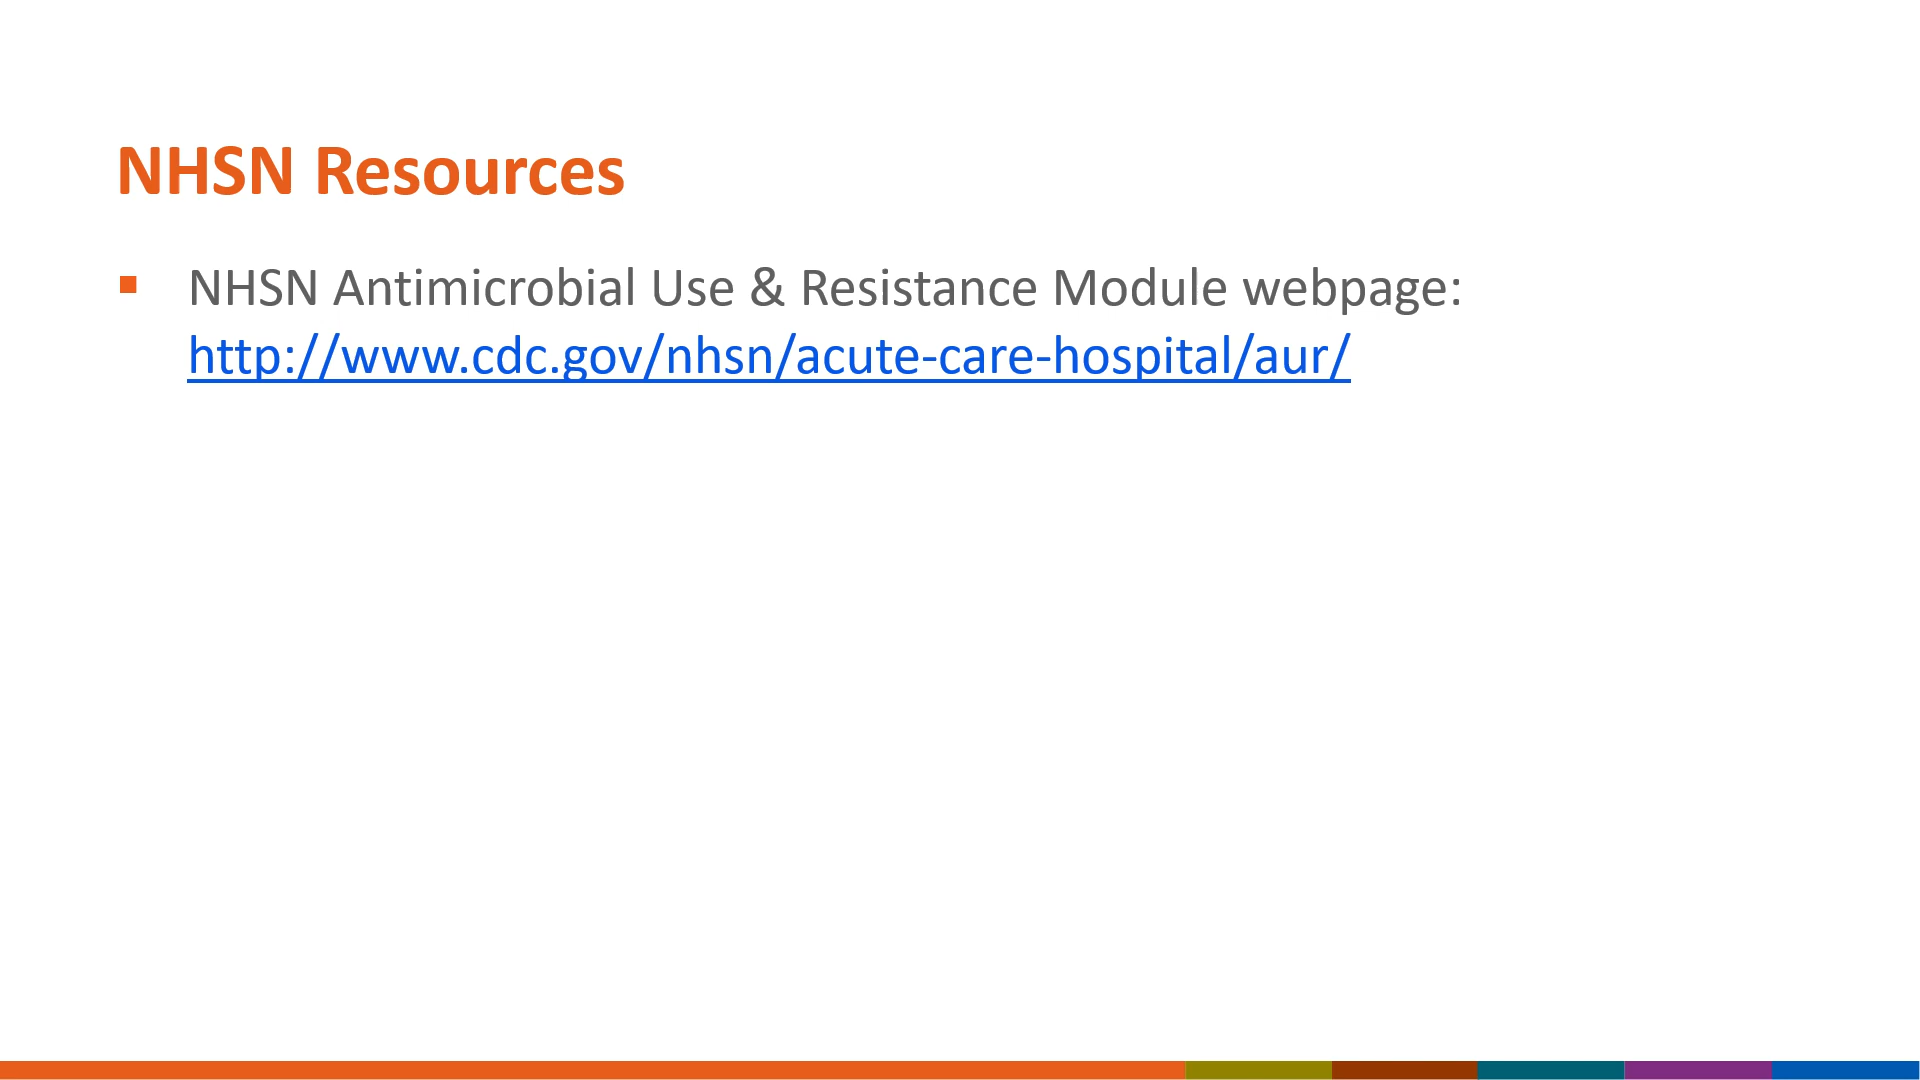 NHSN Resources
▪ NHSN Antimicrobial Use & Resistance Module webpage:
http://www.cdc.gov/nhsn/acute-care-hospital/aur/